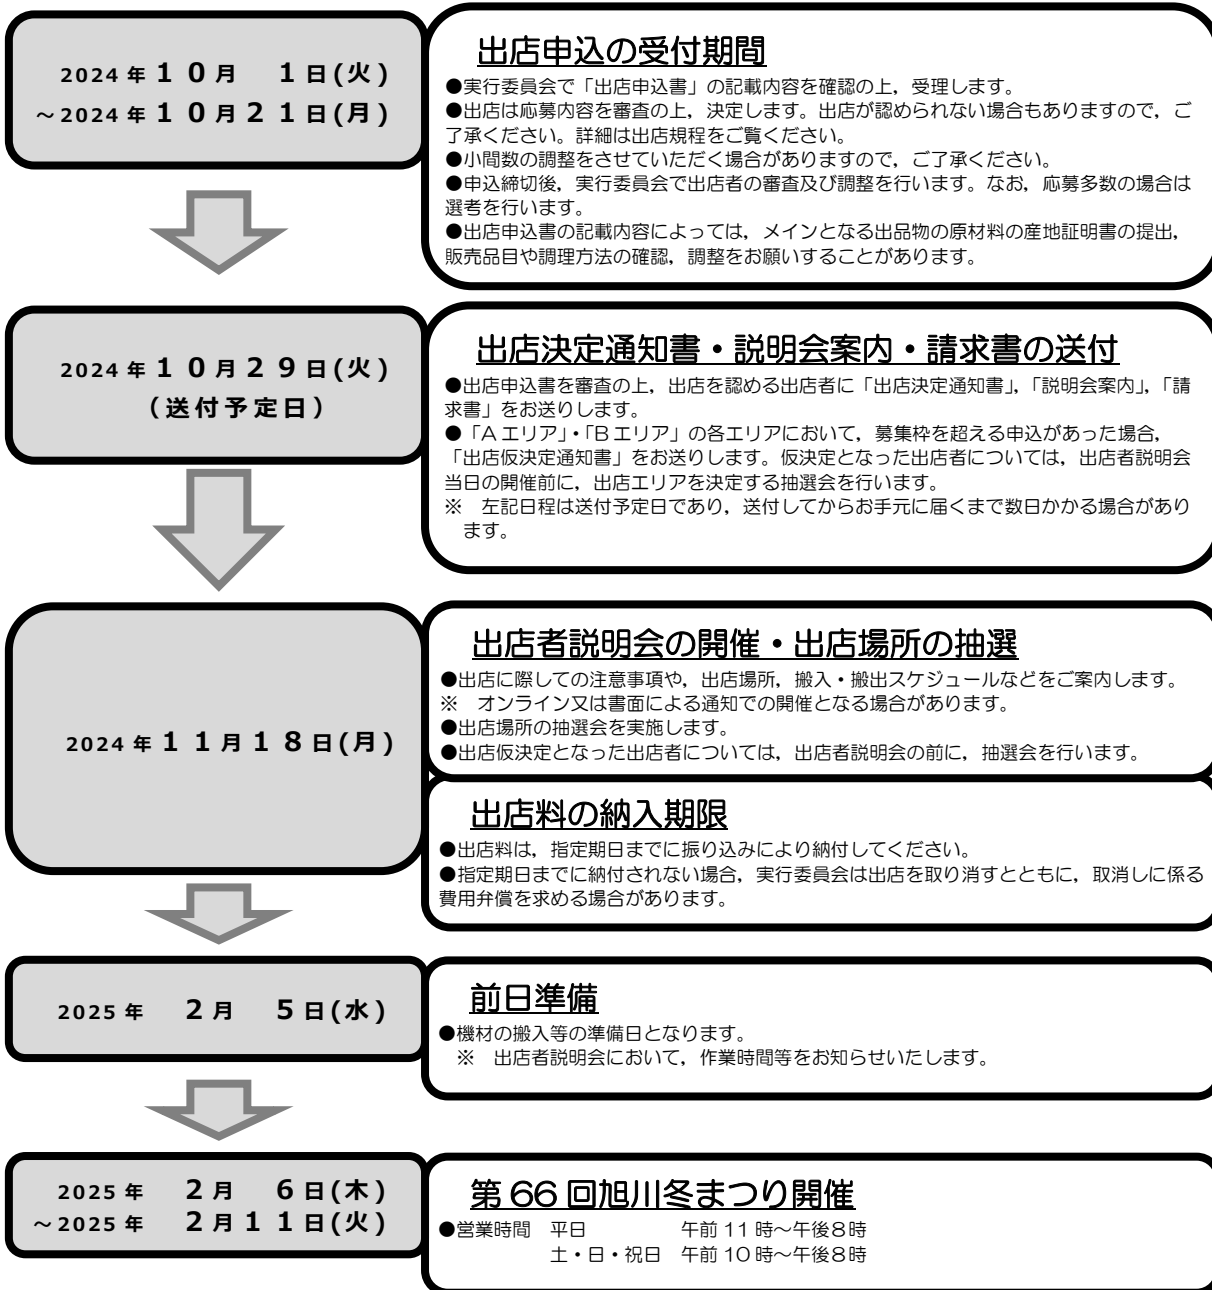 2024年10月　1日(火)
～2024年10月21日(月)
出店申込の受付期間
●実行委員会で「出店申込書」の記載内容を確認の上，受理します。
●出店は応募内容を審査の上，決定します。出店が認められない場合もありますので，ご
了承ください。詳細は出店規程をご覧ください。
●小間数の調整をさせていただく場合がありますので，ご了承ください。
●申込締切後，実行委員会で出店者の審査及び調整を行います。なお，応募多数の場合は
選考を行います。
●出店申込書の記載内容によっては，メインとなる出品物の原材料の産地証明書の提出，
販売品目や調理方法の確認，調整をお願いすることがあります。
2024年10月29日(火)
（送付予定日）
出店決定通知書・説明会案内・請求書の送付
●出店申込書を審査の上，出店を認める出店者に「出店決定通知書」，「説明会案内」，「請
求書」をお送りします。
●「Aエリア」・「Bエリア」の各エリアにおいて，募集枠を超える申込があった場合，
「出店仮決定通知書」をお送りします。仮決定となった出店者については，出店者説明会
当日の開催前に，出店エリアを決定する抽選会を行います。
※　左記日程は送付予定日であり，送付してからお手元に届くまで数日かかる場合があり
ます。
2024年11月18日(月)
出店者説明会の開催・出店場所の抽選
●出店に際しての注意事項や，出店場所，搬入・搬出スケジュールなどをご案内します。
※　オンライン又は書面による通知での開催となる場合があります。
●出店場所の抽選会を実施します。
●出店仮決定となった出店者については，出店者説明会の前に，抽選会を行います。
出店料の納入期限
●出店料は，指定期日までに振り込みにより納付してください。
●指定期日までに納付されない場合，実行委員会は出店を取り消すとともに，取消しに係る
費用弁償を求める場合があります。
2025年　2月　5日(水)
前日準備
●機材の搬入等の準備日となります。
※　出店者説明会において，作業時間等をお知らせいたします。
2025年　2月　6日(木)
～2025年　2月11日(火)
第66回旭川冬まつり開催
●営業時間　平日　午前11時～午後8時
土・日・祝日　午前10時～午後8時